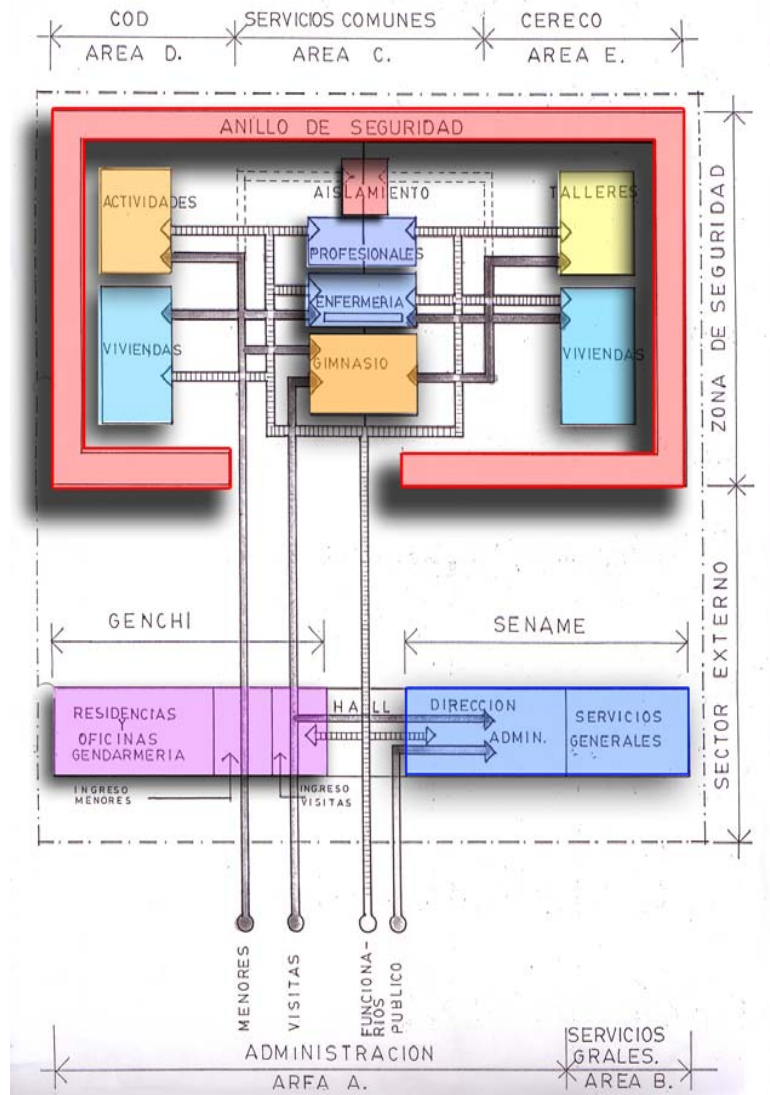 COD
SERVICIOS COMUNES
CERECO
AREA D.
AREA C.
AREA E.
ANILLO DE SEGURIDAD
ACTIVIDADES
AISLAMIENTO
TALLERES
PROFESIONALES
ENFERMERIA
VIVIENDAS
GIMNASIO
VIVIENDAS
ZONA DE SEGURIDAD
GENCHI
SENAME
SECTOR EXTERNO
RESIDENCIAS
Y
OFICINAS
GENDARMERIA
HALL
DIRECCION
ADMIN.
SERVICIOS
GENERALES
INGRESO
MENORES
INGRESO
VISITAS
MENORES
VISITAS
FUNCIONA-
RIOS
PUBLICO
ADMINISTRACION
AREA A.
SERVICIOS
GRALES.
AREA B.